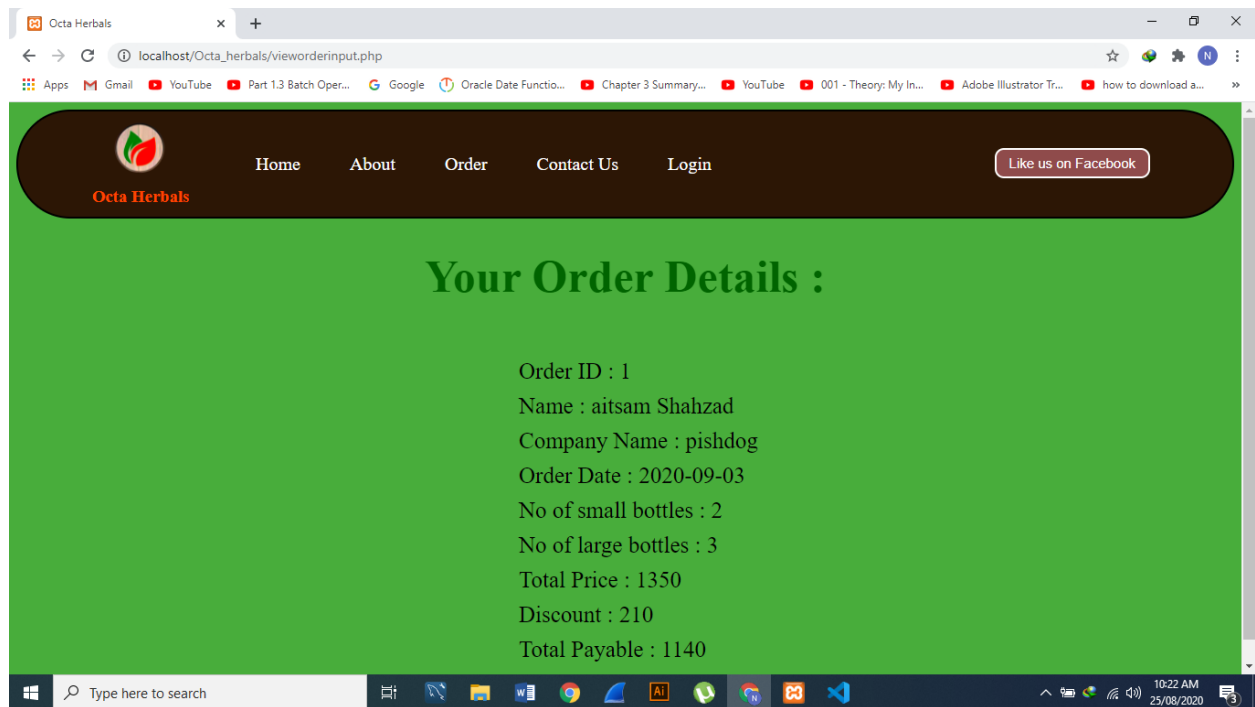 Octa Herbals
localhost/Octa_herbals/vieworderinput.php
N
Apps Gmail YouTube Part 1.3 Batch Oper... Google Oracle Date Functio... Chapter 3 Summary... YouTube 001 - Theory: My In... Adobe Illustrator Tr... how to download a... »
Octa Herbals
Home About Order Contact Us Login
Like us on Facebook
Your Order Details :
Order ID : 1
Name : aitsam Shahzad
Company Name : pishdog
Order Date : 2020-09-03
No of small bottles : 2
No of large bottles : 3
Total Price : 1350
Discount : 210
Total Payable : 1140
Type here to search
Ai
10:22 AM
25/08/2020
3